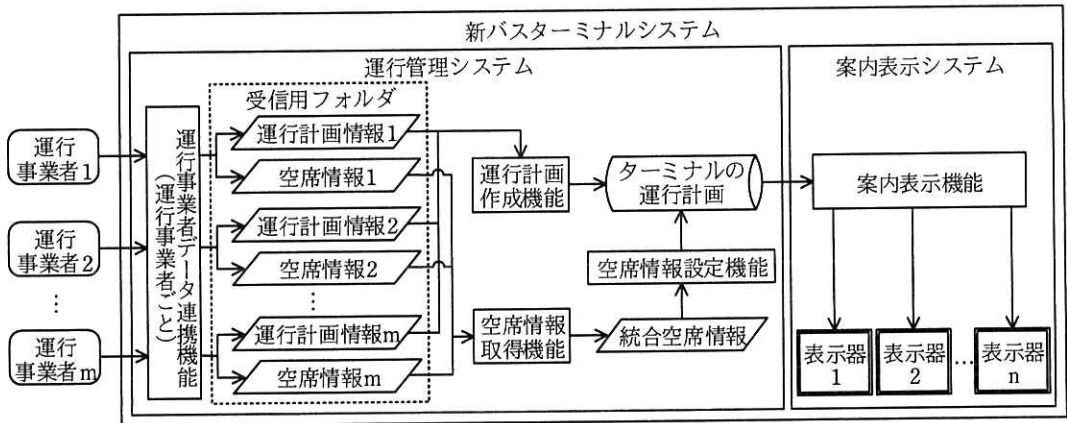 新バスターミナルシステム
運行管理システム
案内表示システム
受信用フォルダ
運行
事業者1
運行
事業者2
⋮
運行
事業者m
運行事業者データ連携機能
(運行事業者ごと)
運行計画情報1
空席情報1
運行計画情報2
空席情報2
⋮
運行計画情報m
空席情報m
運行計画
作成機能
空席情報
取得機能
ターミナルの
運行計画
空席情報設定機能
統合空席情報
案内表示機能
表示器
1
表示器
2
…
表示器
n